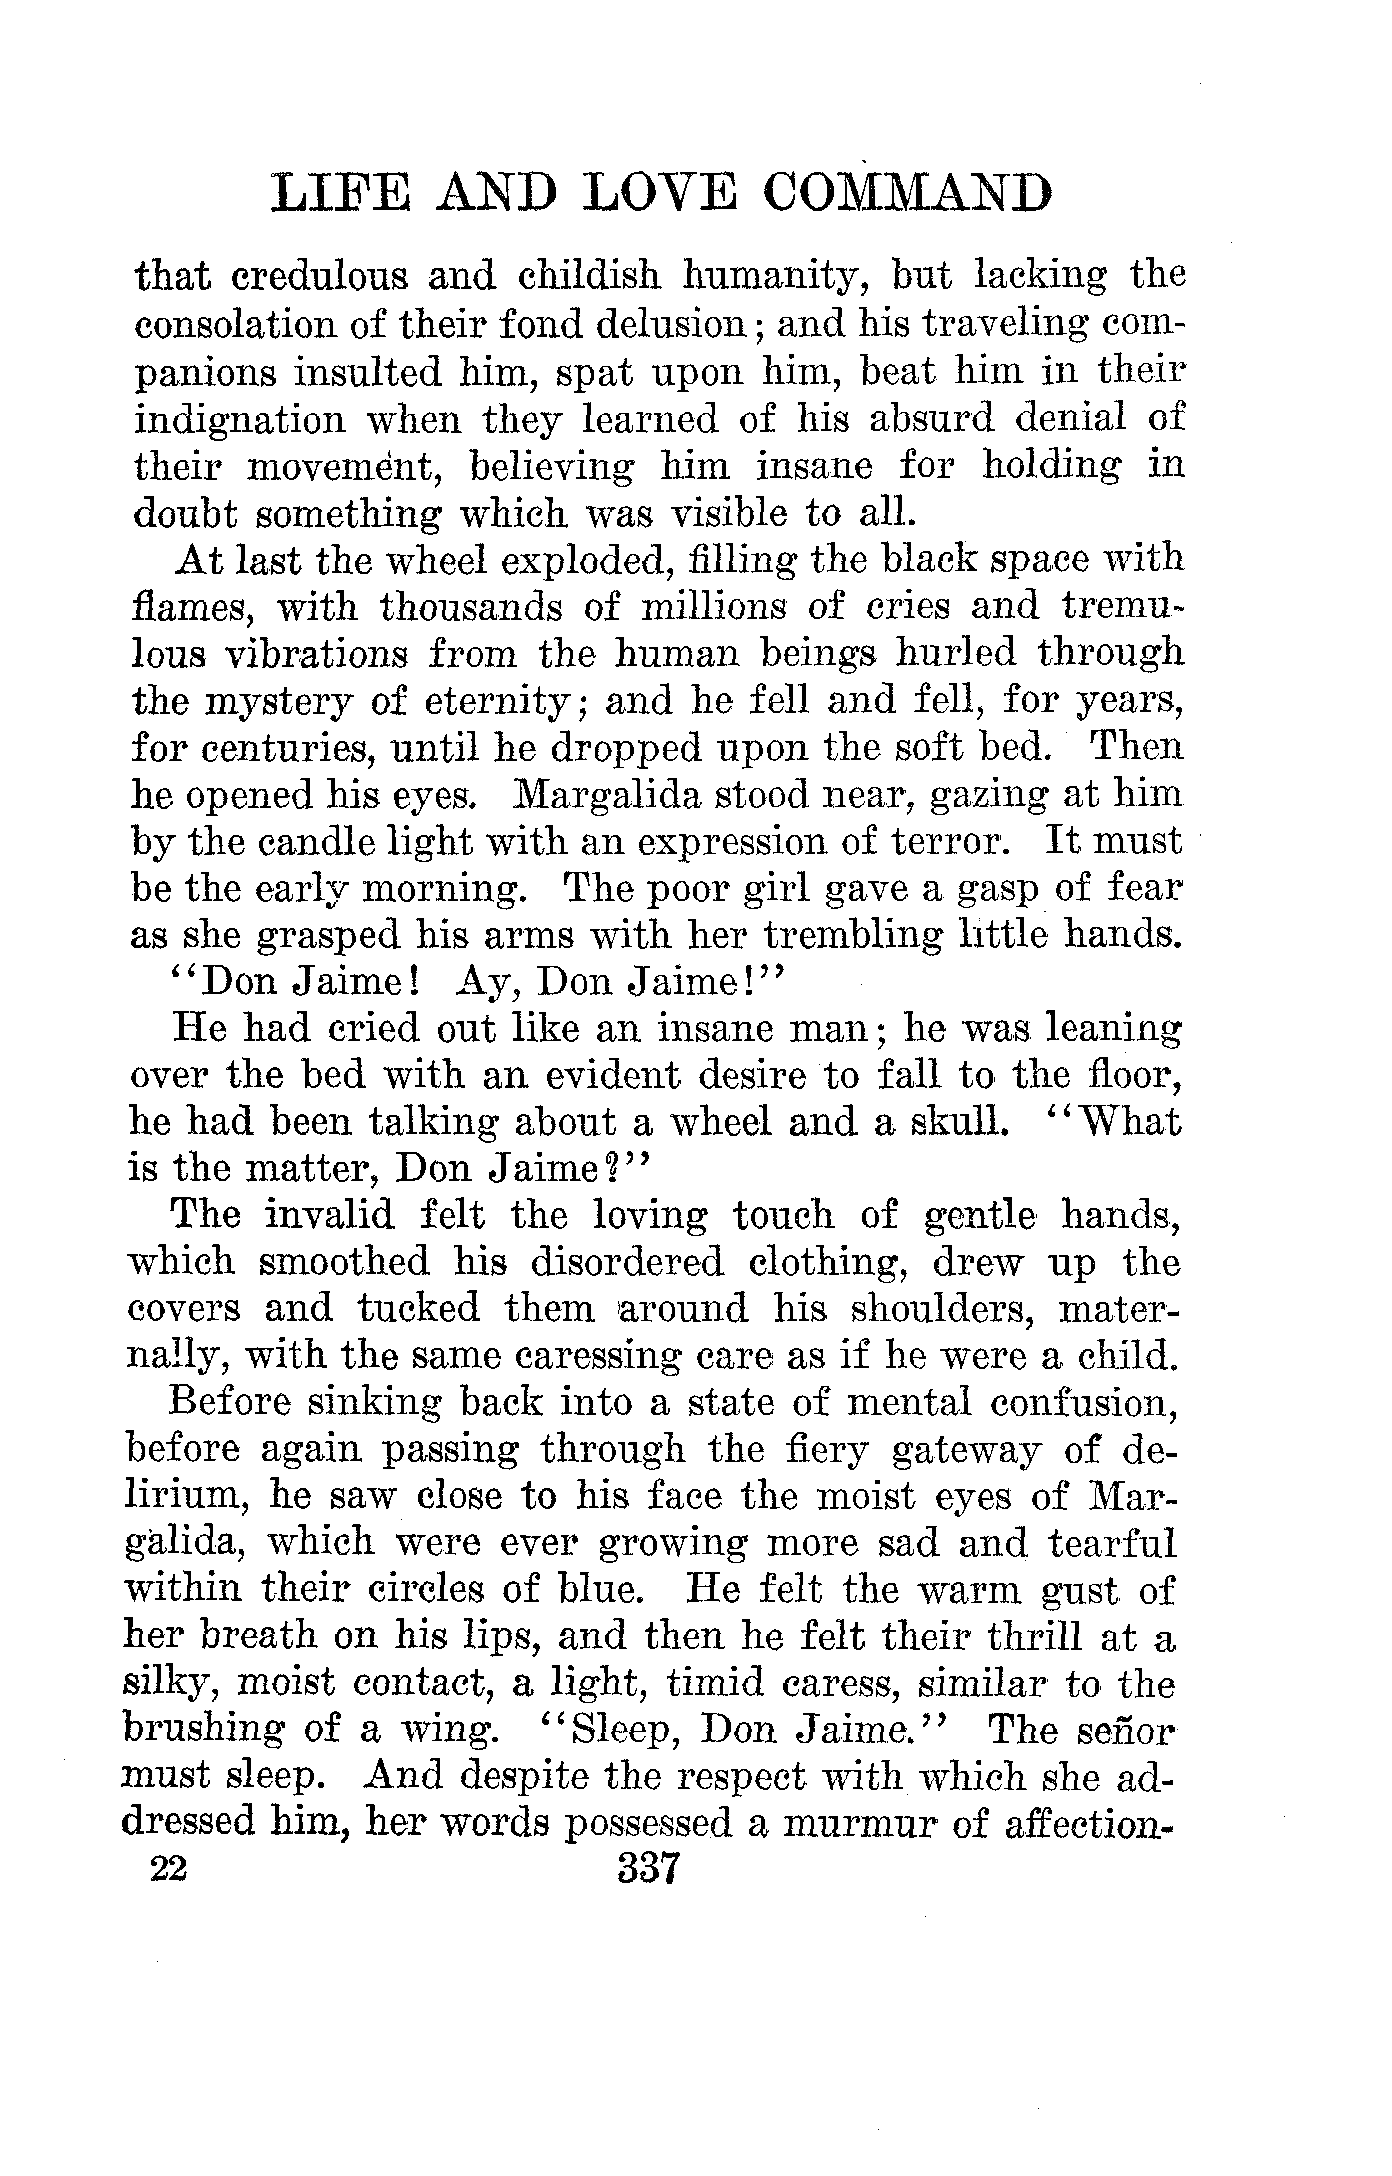 LIFE AND LOVE COMMAND
that credulous and childish humanity, but lacking the
consolation of their fond delusion; and his traveling com-
panions insulted him, spat upon him, beat him in their
indignation when they learned of his absurd denial of
their movement, believing him insane for holding in
doubt something which was visible to all.
At last the wheel exploded, filling the black space with
flames, with thousands of millions of cries and tremu-
lous vibrations from the human beings hurled through
the mystery of eternity; and he fell and fell, for years,
for centuries, until he dropped upon the soft bed. Then
he opened his eyes. Margalida stood near, gazing at him
by the candle light with an expression of terror. It must
be the early morning. The poor girl gave a gasp of fear
as she grasped his arms with her trembling little hands.
"Don Jaime! Ay, Don Jaime!"
He had cried out like an insane man; he was leaning
over the bed with an evident desire to fall to the floor,
he had been talking about a wheel and a skull. "What
is the matter, Don Jaime?"
The invalid felt the loving touch of gentle hands,
which smoothed his disordered clothing, drew up the
covers and tucked them around his shoulders, mater-
nally, with the same caressing care as if he were a child.
Before sinking back into a state of mental confusion,
before again passing through the fiery gateway of de-
lirium, he saw close to his face the moist eyes of Mar-
galida, which were ever growing more sad and tearful
within their circles of blue. He felt the warm gust of
her breath on his lips, and then he felt their thrill at a
silky, moist contact, a light, timid caress, similar to the
brushing of a wing. "Sleep, Don Jaime." The señor
must sleep. And despite the respect with which she ad-
dressed him, her words possessed a murmur of affection-
22 337